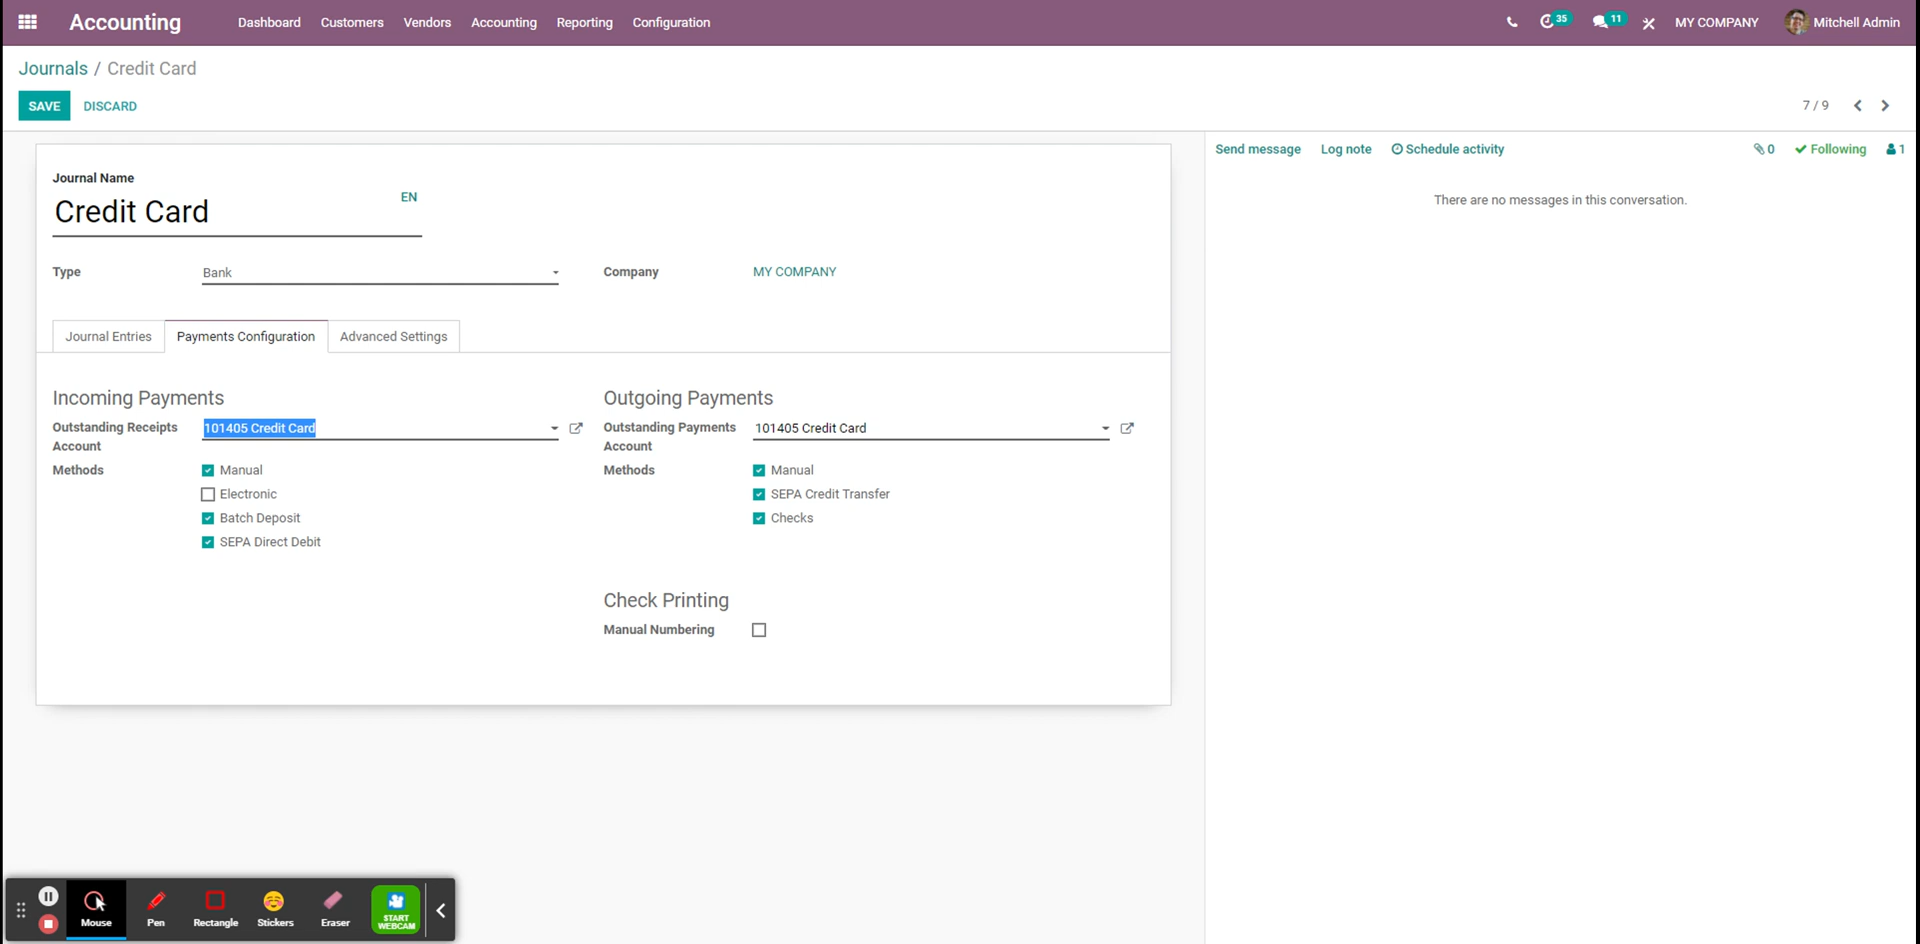 Accounting Dashboard Customers Vendors Accounting Reporting Configuration 35 11 MY COMPANY Mitchell Admin
Journals / Credit Card
SAVE DISCARD 7 / 9
Send message Log note Schedule activity 0 Following 1
There are no messages in this conversation.
Journal Name
Credit Card EN
Type Bank Company MY COMPANY
Journal Entries Payments Configuration Advanced Settings
Incoming Payments Outgoing Payments
Outstanding Receipts 101405 Credit Card Outstanding Payments 101405 Credit Card
Account Account
Methods Manual Methods Manual
Electronic SEPA Credit Transfer
Batch Deposit Checks
SEPA Direct Debit
Check Printing
Manual Numbering
Mouse Pen Rectangle Stickers Eraser START
WEBCAM